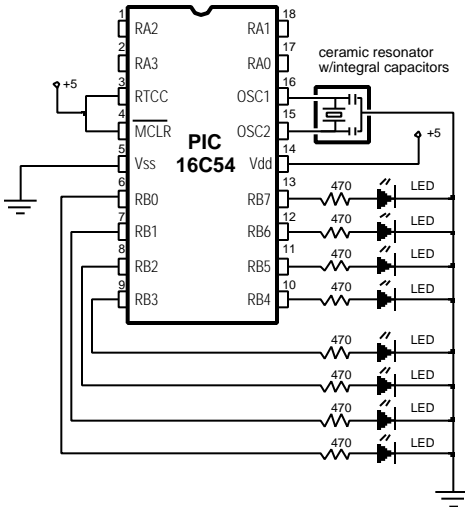 1 RA2 RA1 18
2 RA3 RA0 17
ceramic resonator
w/integral capacitors
+5
3 RTCC OSC1 16
4 MCLR OSC2 15
PIC
16C54
+5
5 Vss Vdd 14
6 RB0 RB7 13 470 LED
7 RB1 RB6 12 470 LED
8 RB2 RB5 11 470 LED
9 RB3 RB4 10 470 LED
470 LED
470 LED
470 LED
470 LED